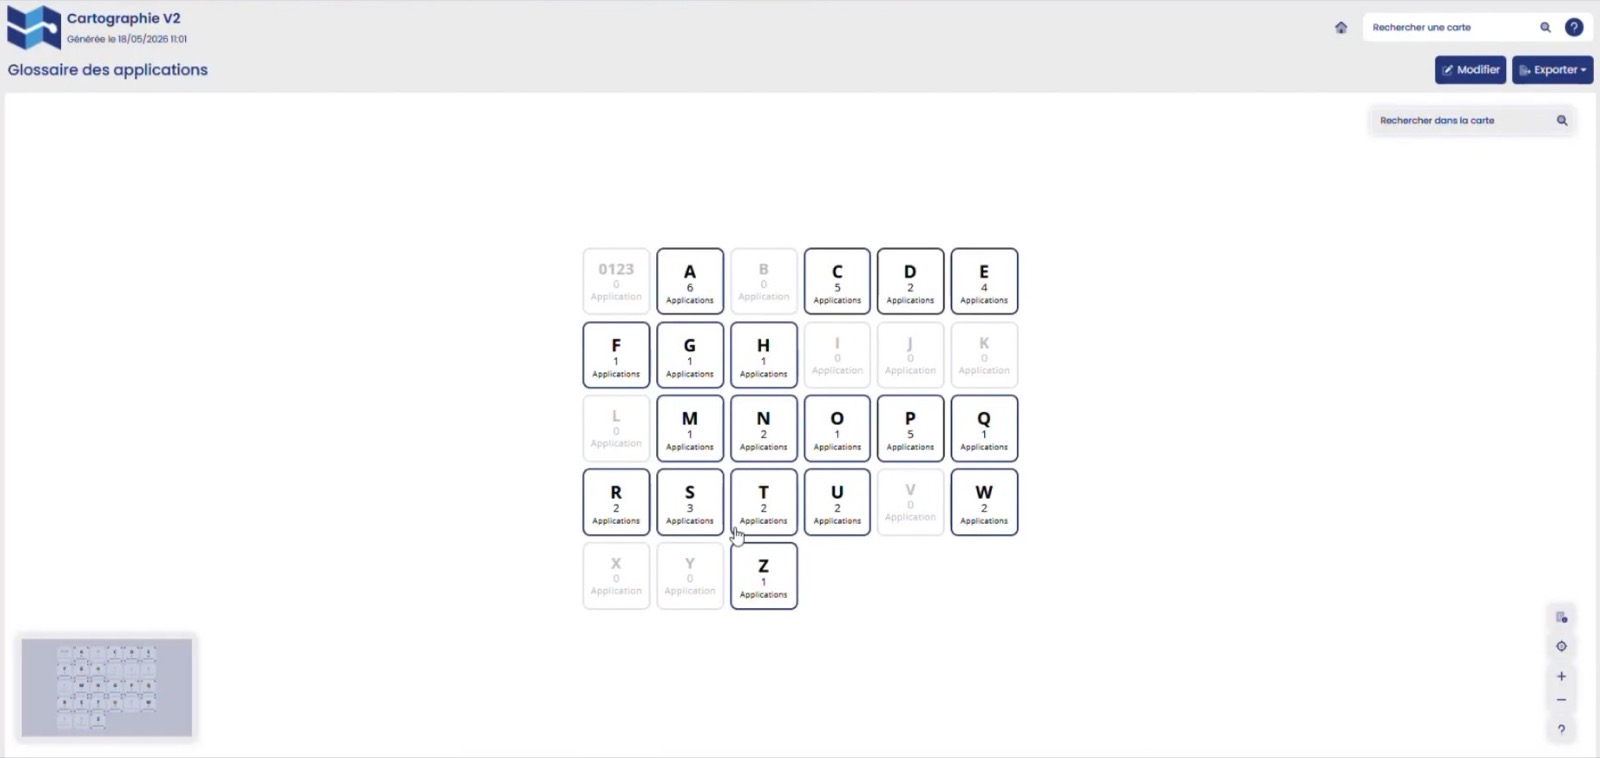 Cartographie V2
Générée le 18/05/2026 11:01
Rechercher une carte
?
Glossaire des applications
Modifier
Exporter
Rechercher dans la carte
0123
0
Application
A
6
Applications
B
0
Application
C
5
Applications
D
2
Applications
E
4
Applications
F
1
Applications
G
1
Applications
H
1
Applications
I
0
Application
J
0
Application
K
0
Application
L
0
Application
M
1
Applications
N
2
Applications
O
1
Applications
P
5
Applications
Q
1
Applications
R
2
Applications
S
3
Applications
T
2
Applications
U
2
Applications
V
0
Application
W
2
Applications
X
0
Application
Y
0
Application
Z
1
Applications
+
−
?